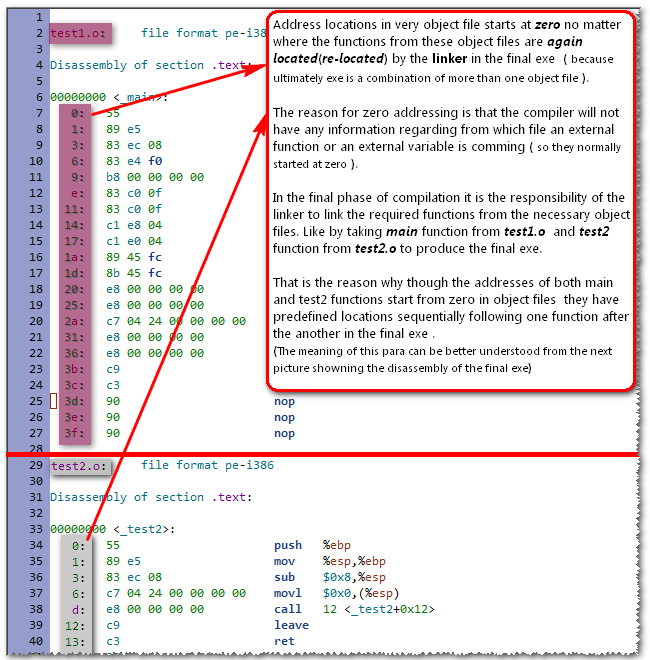 1
2 test1.o: file format pe-i38
3
4 Disassembly of section .text:
5
6 00000000 <_main>:
7 0: 55
8 1: 89 e5
9 3: 83 ec 08
10 6: 83 e4 f0
11 9: b8 00 00 00 00
12 e: 83 c0 0f
13 11: 83 c0 0f
14 14: c1 e8 04
15 17: c1 e0 04
16 1a: 89 45 fc
17 1d: 8b 45 fc
18 20: e8 00 00 00 00
19 25: e8 00 00 00 00
20 2a: c7 04 24 00 00 00 00
21 31: e8 00 00 00 00
22 36: e8 00 00 00 00
23 3b: c9
24 3c: c3
25 3d: 90 nop
26 3e: 90 nop
27 3f: 90 nop
28
Address locations in very object file starts at zero no matter
where the functions from these object files are again
located(re-located) by the linker in the final exe ( because
ultimately exe is a combination of more than one object file ).
The reason for zero addressing is that the compiler will not
have any information regarding from which file an external
function or an external variable is comming ( so they normally
started at zero ).
In the final phase of compilation it is the responsibility of the
linker to link the required functions from the necessary object
files. Like by taking main function from test1.o and test2
function from test2.o to produce the final exe.
That is the reason why though the addresses of both main
and test2 functions start from zero in object files they have
predefined locations sequentially following one function after
the another in the final exe .
(The meaning of this para can be better understood from the next
picture showning the disassembly of the final exe)
29 test2.o: file format pe-i386
30
31 Disassembly of section .text:
32
33 00000000 <_test2>:
34 0: 55 push %ebp
35 1: 89 e5 mov %esp,%ebp
36 3: 83 ec 08 sub $0x8,%esp
37 6: c7 04 24 00 00 00 00 movl $0x0,(%esp)
38 d: e8 00 00 00 00 call 12 <_test2+0x12>
39 12: c9 leave
40 13: c3 ret